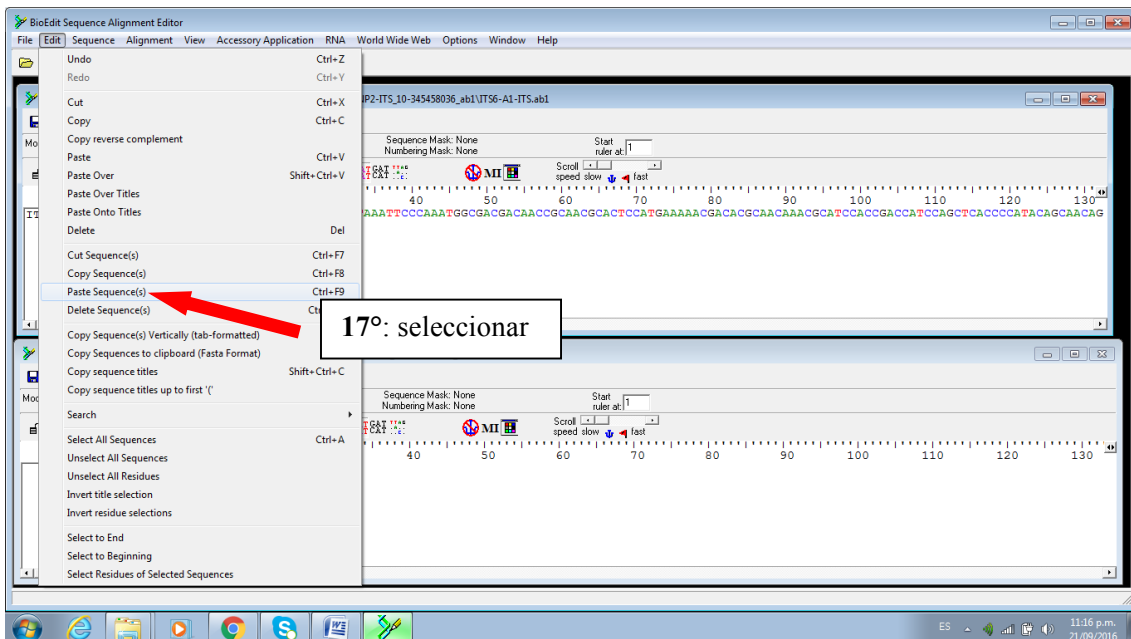 BioEdit Sequence Alignment Editor
File Edit Sequence Alignment View Accessory Application RNA World Wide Web Options Window Help
Undo Ctrl+Z
Redo Ctrl+Y
Cut Ctrl+X
Copy Ctrl+C
Copy reverse complement
Paste Ctrl+V
Paste Over Shift+Ctrl+V
Paste Over Titles
Paste Onto Titles
Delete Del
Cut Sequence(s) Ctrl+F7
Copy Sequence(s) Ctrl+F8
Paste Sequence(s) Ctrl+F9
Delete Sequence(s)
Copy Sequence(s) Vertically (tab-formatted)
Copy Sequences to clipboard (Fasta Format)
Copy sequence titles Shift+Ctrl+C
Copy sequence titles up to first '('
Search
Select All Sequences Ctrl+A
Unselect All Sequences
Unselect All Residues
Invert title selection
Invert residue selections
Select to End
Select to Beginning
Select Residues of Selected Sequences
IP2-ITS_10-345458036_ab1\ITS6-A1-ITS.ab1
Sequence Mask: None
Numbering Mask: None
Start
ruler at: 1
MI
Scroll
speed slow fast
40 50 60 70 80 90 100 110 120 130
AAATTCCCAAATGGCGACGACAACCGCAACGCACTCCATGAAAAACGACACGCAACAAACGCATCCACCGACCATCCAGCTCACCCCATACAGCAACAG
17°: seleccionar
Sequence Mask: None
Numbering Mask: None
Start
ruler at: 1
MI
Scroll
speed slow fast
40 50 60 70 80 90 100 110 120 130
ES 11:16 p.m.
21/09/2016